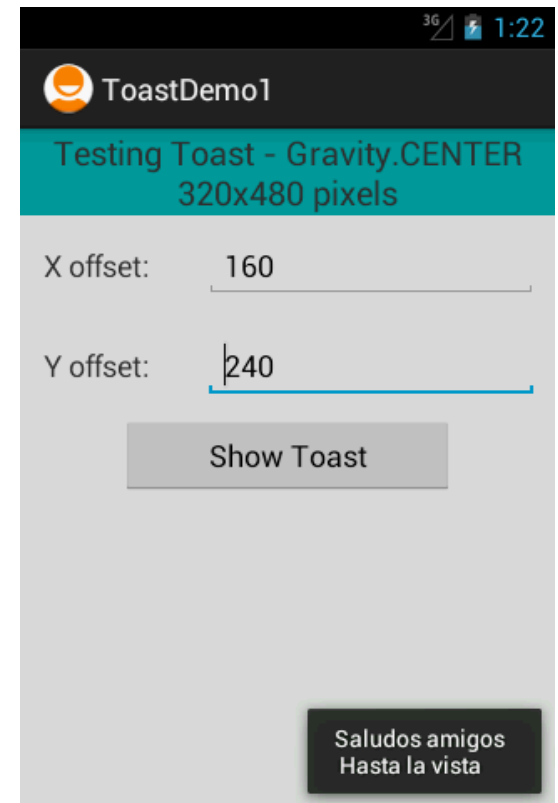 3G 1:22
ToastDemo1
Testing Toast - Gravity.CENTER
320x480 pixels
X offset: 160
Y offset: 240
Show Toast
Saludos amigos
Hasta la vista